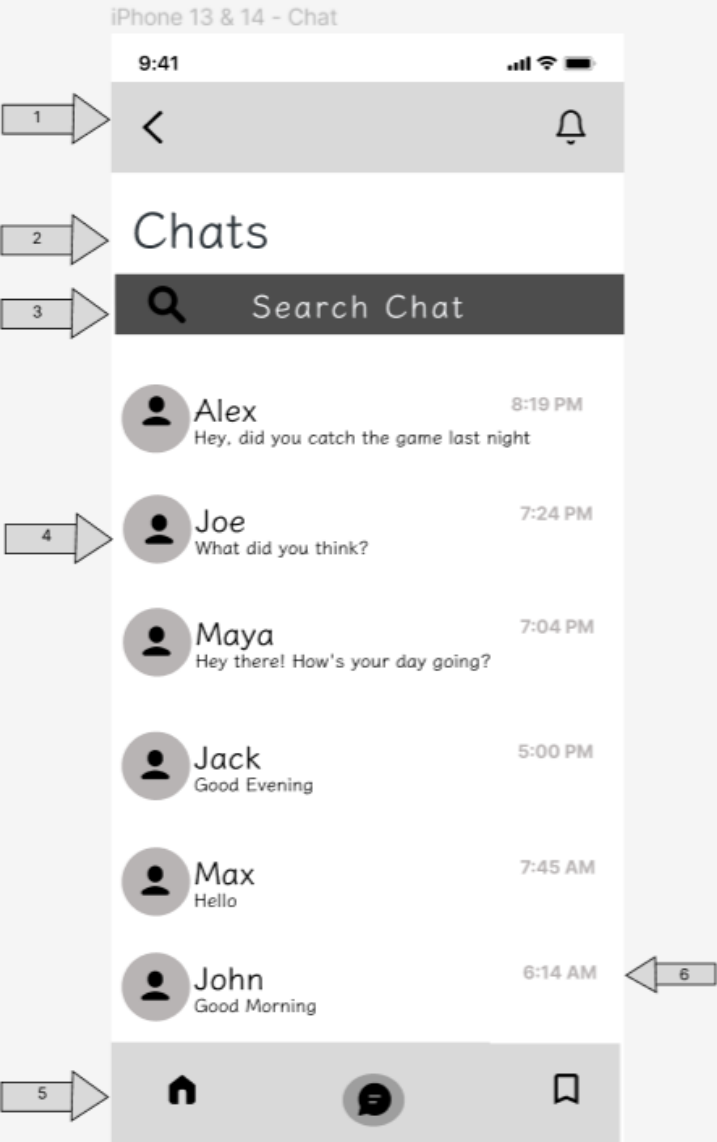 iPhone 13 & 14 - Chat
9:41
1
2
Chats
3
Search Chat
Alex
8:19 PM
Hey, did you catch the game last night
4
Joe
7:24 PM
What did you think?
Maya
7:04 PM
Hey there! How's your day going?
Jack
5:00 PM
Good Evening
Max
7:45 AM
Hello
John
6:14 AM
6
Good Morning
5